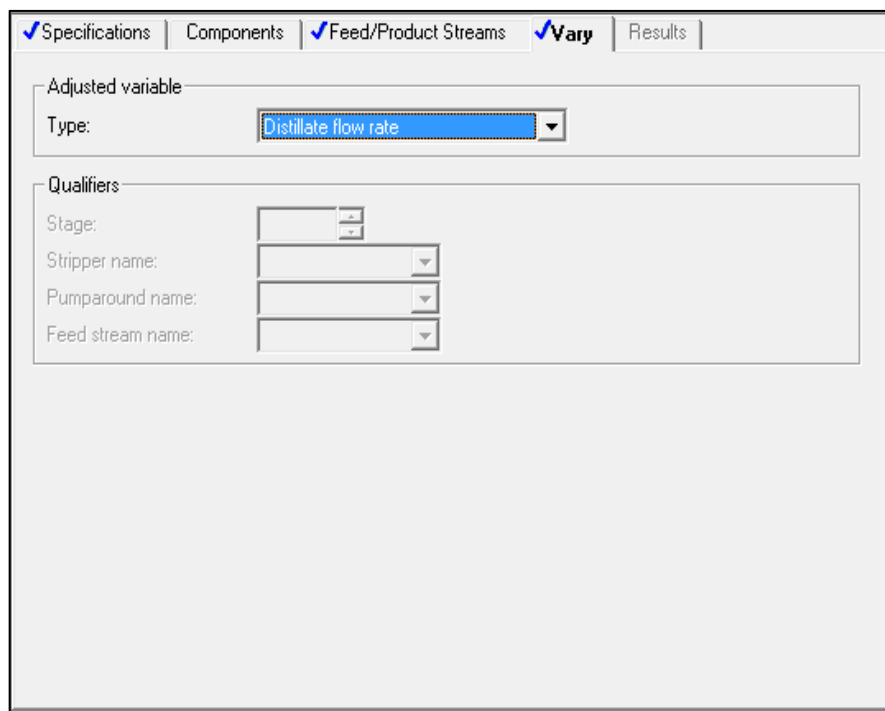 Specifications Components Feed/Product Streams Vary Results
Adjusted variable
Type: Distillate flow rate
Qualifiers
Stage:
Stripper name:
Pumparound name:
Feed stream name: